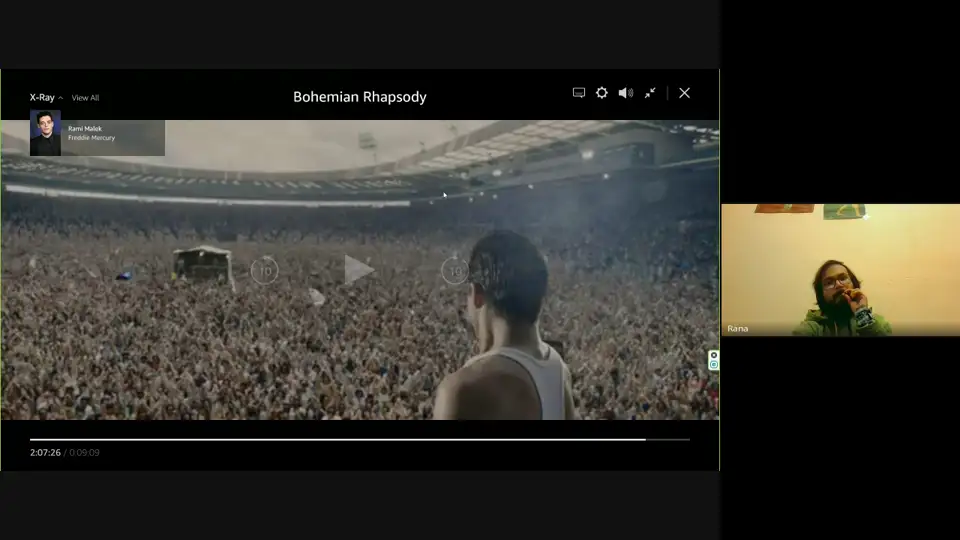 X-Ray View All
Bohemian Rhapsody
Rami Malek
Freddie Mercury
10
10
2:07:26 / 0:09:09
Rana